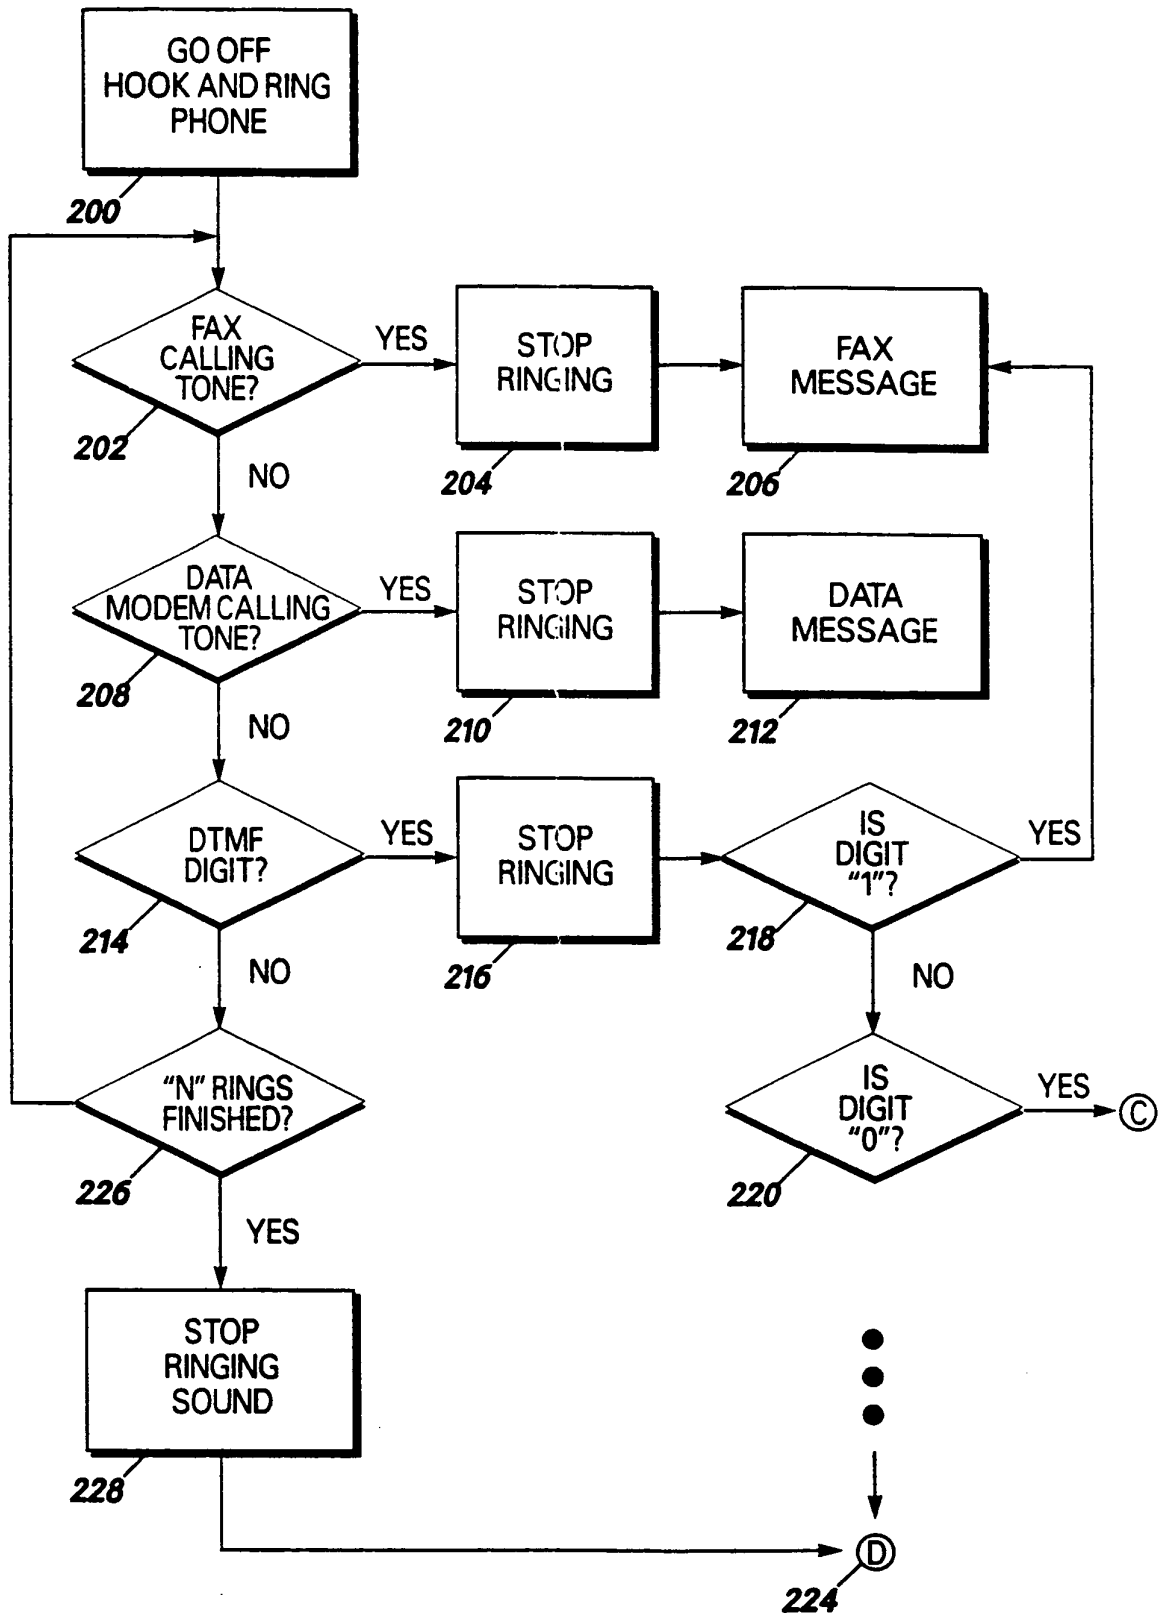 GO OFF
HOOK AND RING
PHONE
200
FAX
CALLING
TONE?
202
YES
STOP
RINGING
204
FAX
MESSAGE
206
NO
DATA
MODEM CALLING
TONE?
208
YES
STOP
RINGING
210
DATA
MESSAGE
212
NO
DTMF
DIGIT?
214
YES
STOP
RINGING
216
IS
DIGIT
"1"?
218
YES
NO
NO
"N" RINGS
FINISHED?
226
IS
DIGIT
"0"?
220
YES
C
YES
STOP
RINGING
SOUND
228
D
224